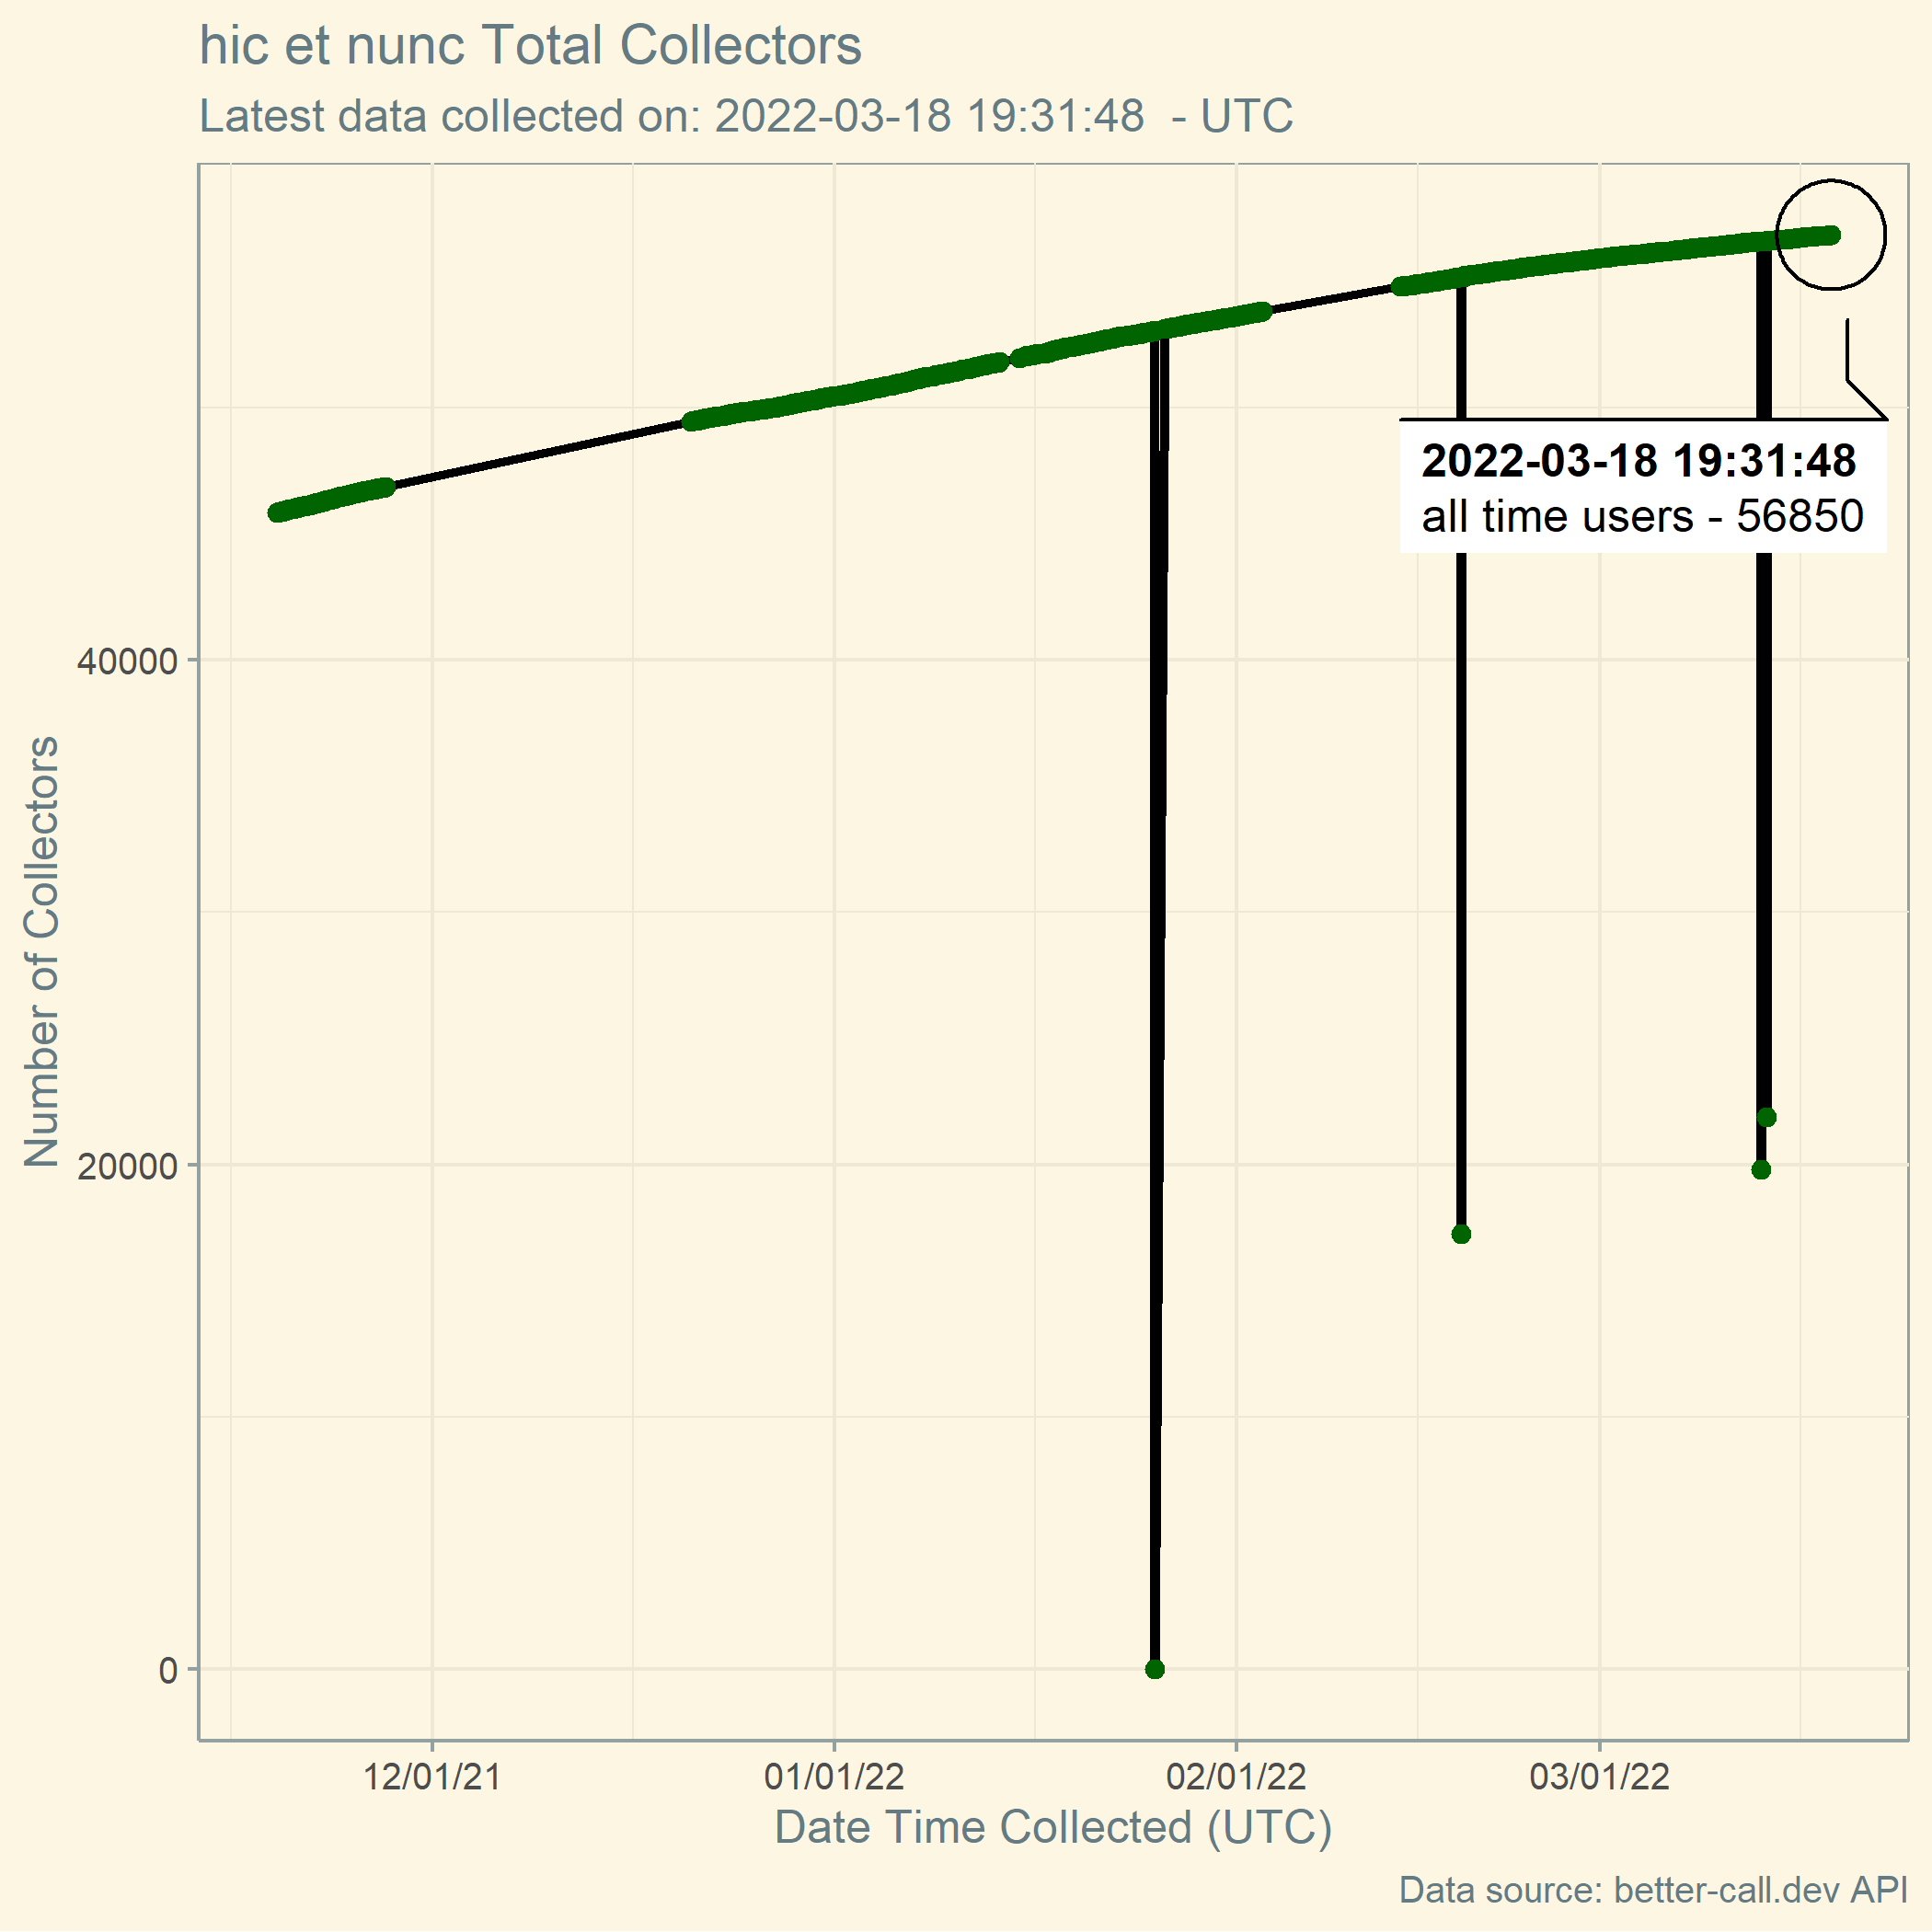 hic et nunc Total Collectors
Latest data collected on: 2022-03-18 19:31:48  - UTC
2022-03-18 19:31:48
all time users - 56850
Number of Collectors
40000
20000
0
12/01/21
01/01/22
02/01/22
03/01/22
Date Time Collected (UTC)
Data source: better-call.dev API